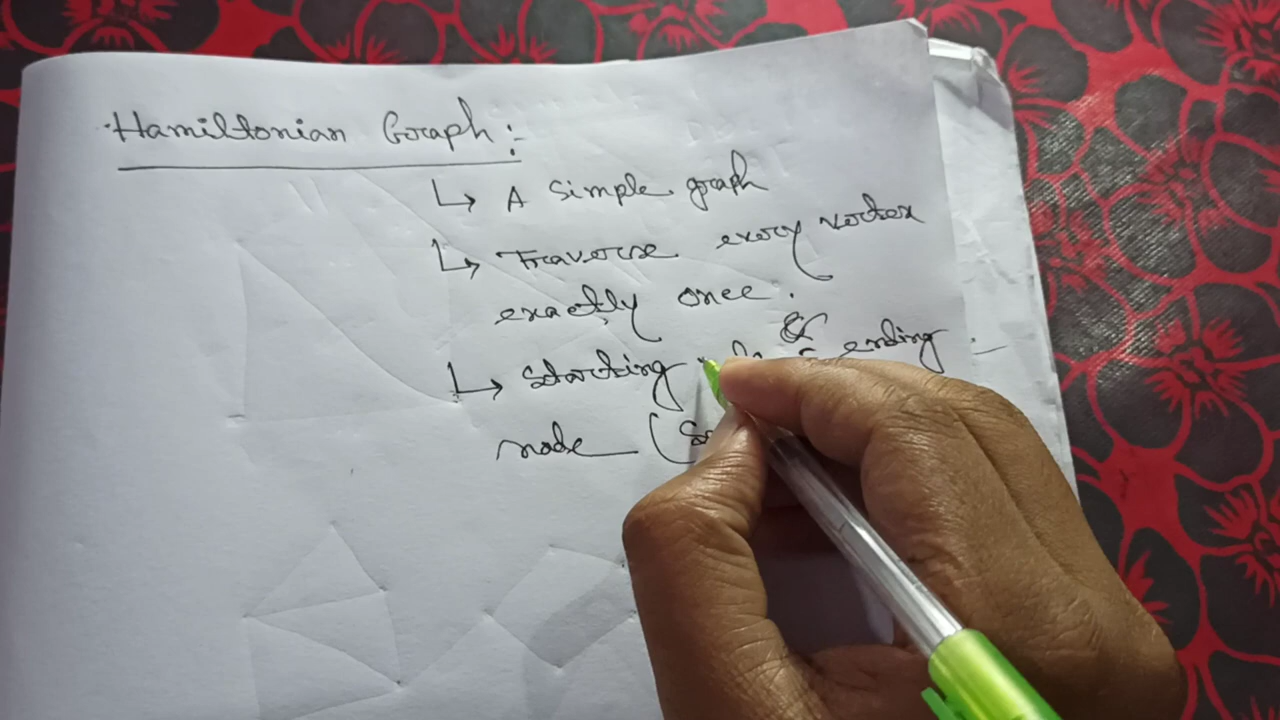 Hamiltonian Graph :-
↳ A simple graph
↳ Traverse every vertex
exactly once.
&
↳ Starting ending
node (